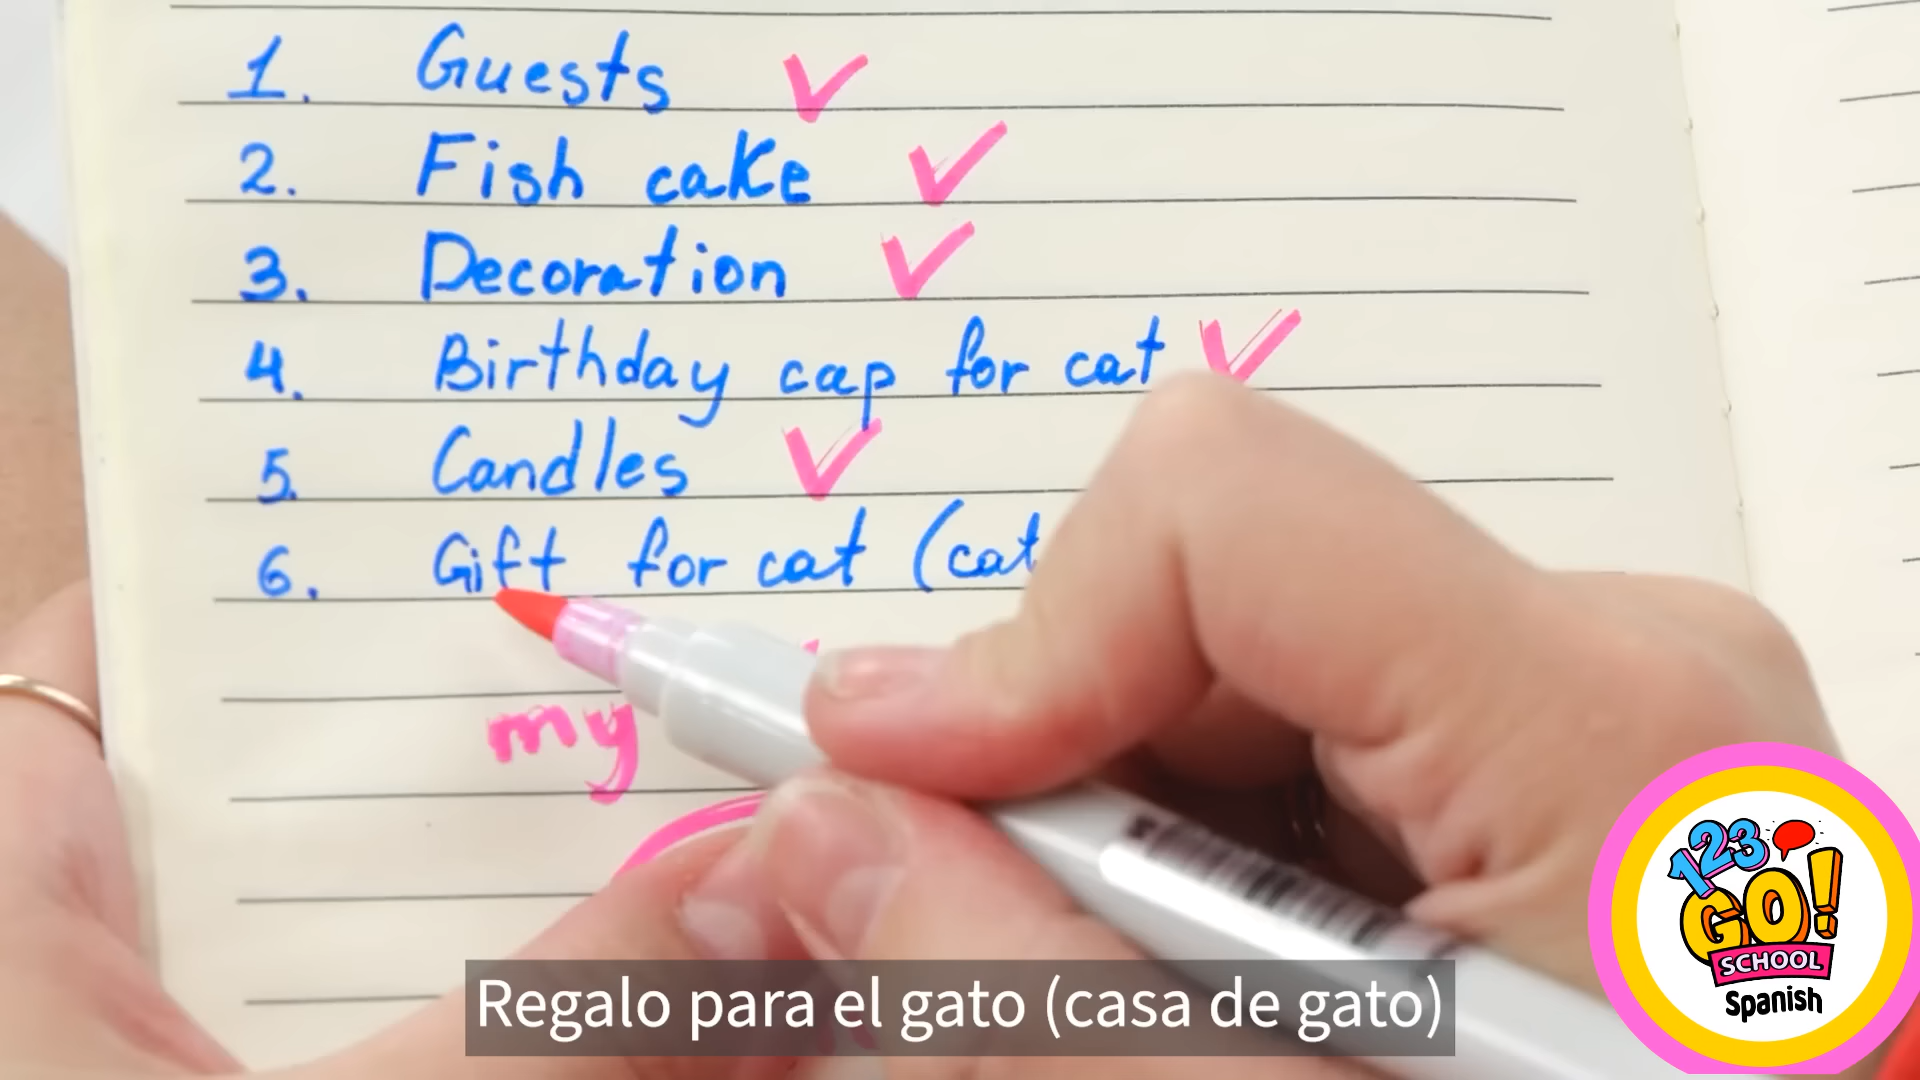 1. Guests
2. Fish cake
3. Decoration
4. Birthday cap for cat
5. Candles
6. Gift for cat (cat
my
Regalo para el gato (casa de gato)
123
GO!
SCHOOL
Spanish